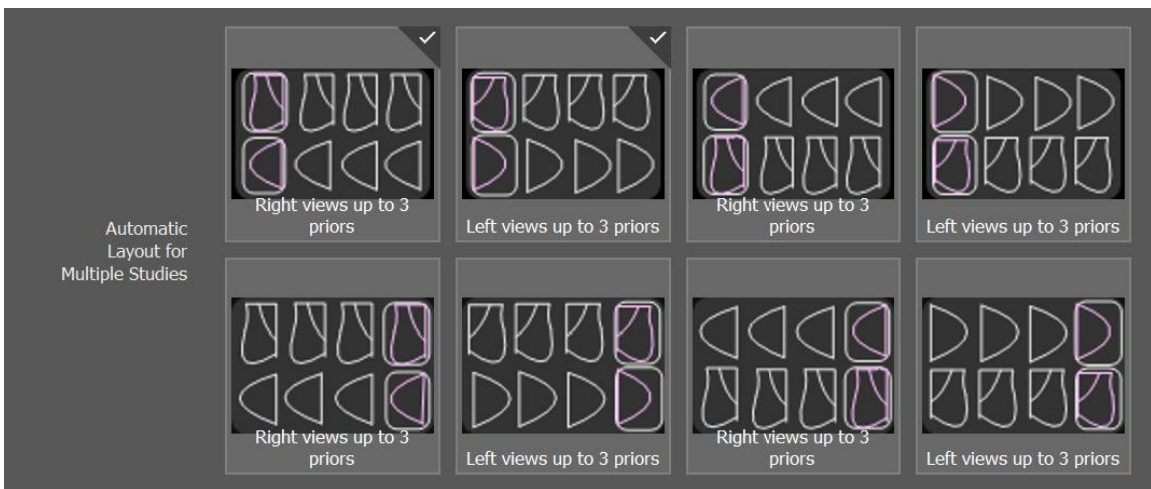 Right views up to 3
priors
Left views up to 3 priors
Right views up to 3
priors
Left views up to 3 priors
Automatic
Layout for
Multiple Studies
Right views up to 3
priors
Left views up to 3 priors
Right views up to 3
priors
Left views up to 3 priors